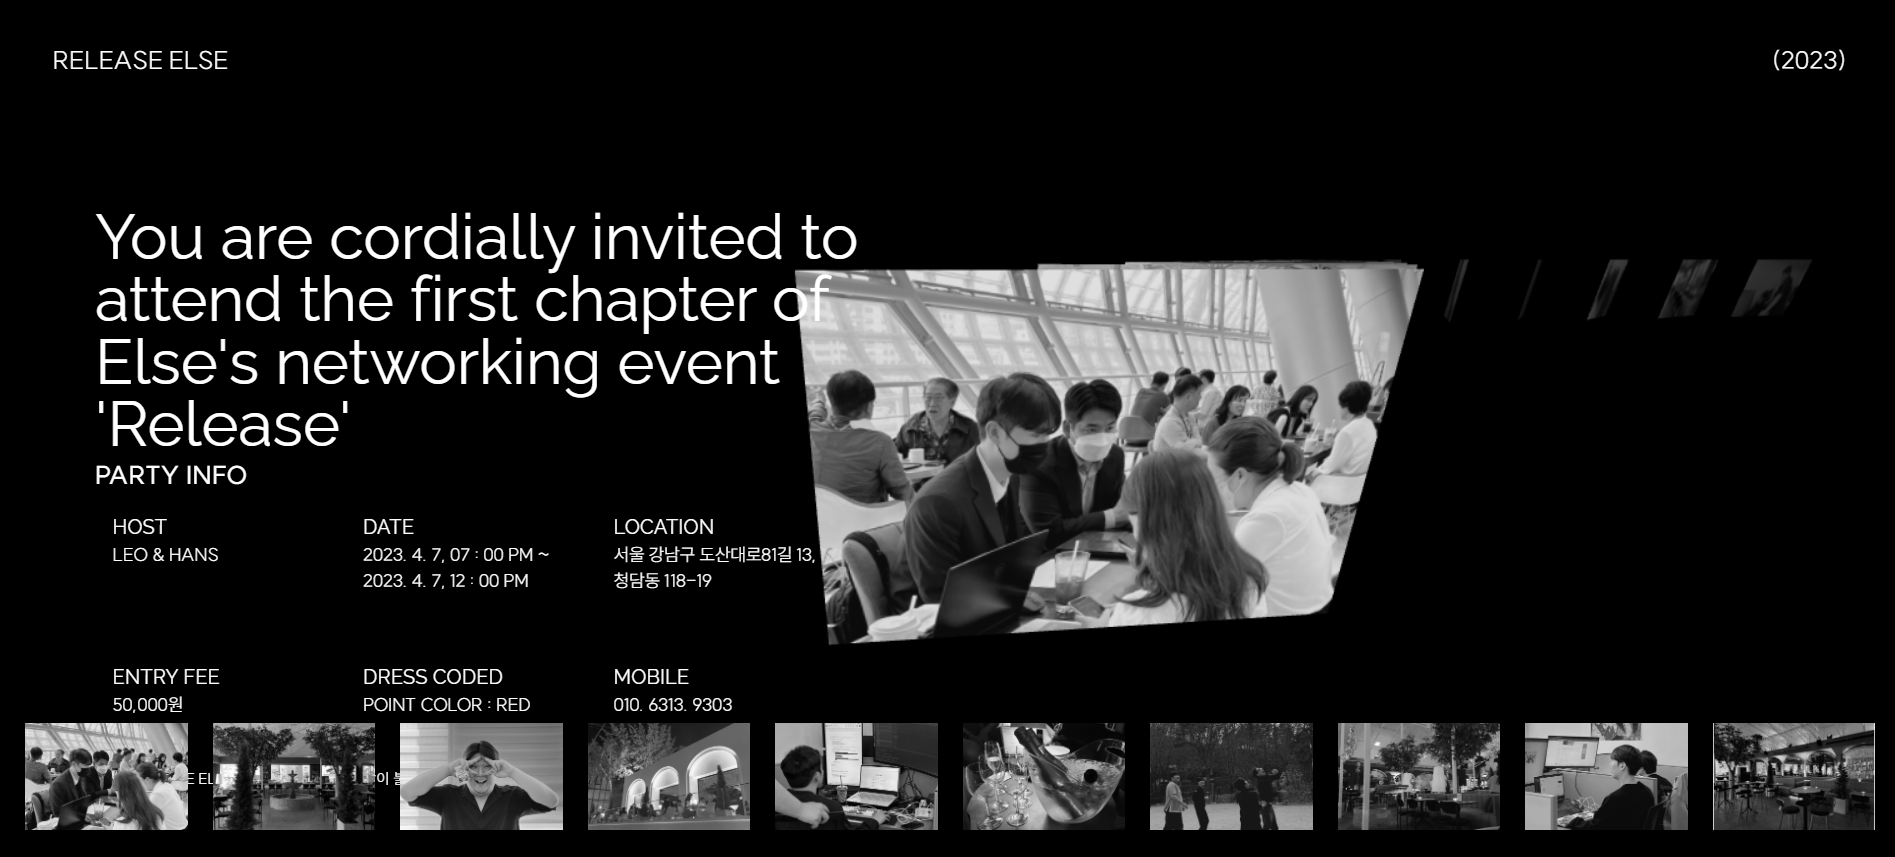 RELEASE ELSE
(2023)
You are cordially invited to
attend the first chapter of
Else's networking event
'Release'
PARTY INFO
HOST
LEO & HANS
DATE
2023. 4. 7, 07 : 00 PM ~
2023. 4. 7, 12 : 00 PM
LOCATION
서울 강남구 도산대로81길 13,
청담동 118-19
ENTRY FEE
50,000원
DRESS CODED
POINT COLOR : RED
MOBILE
010. 6313. 9303